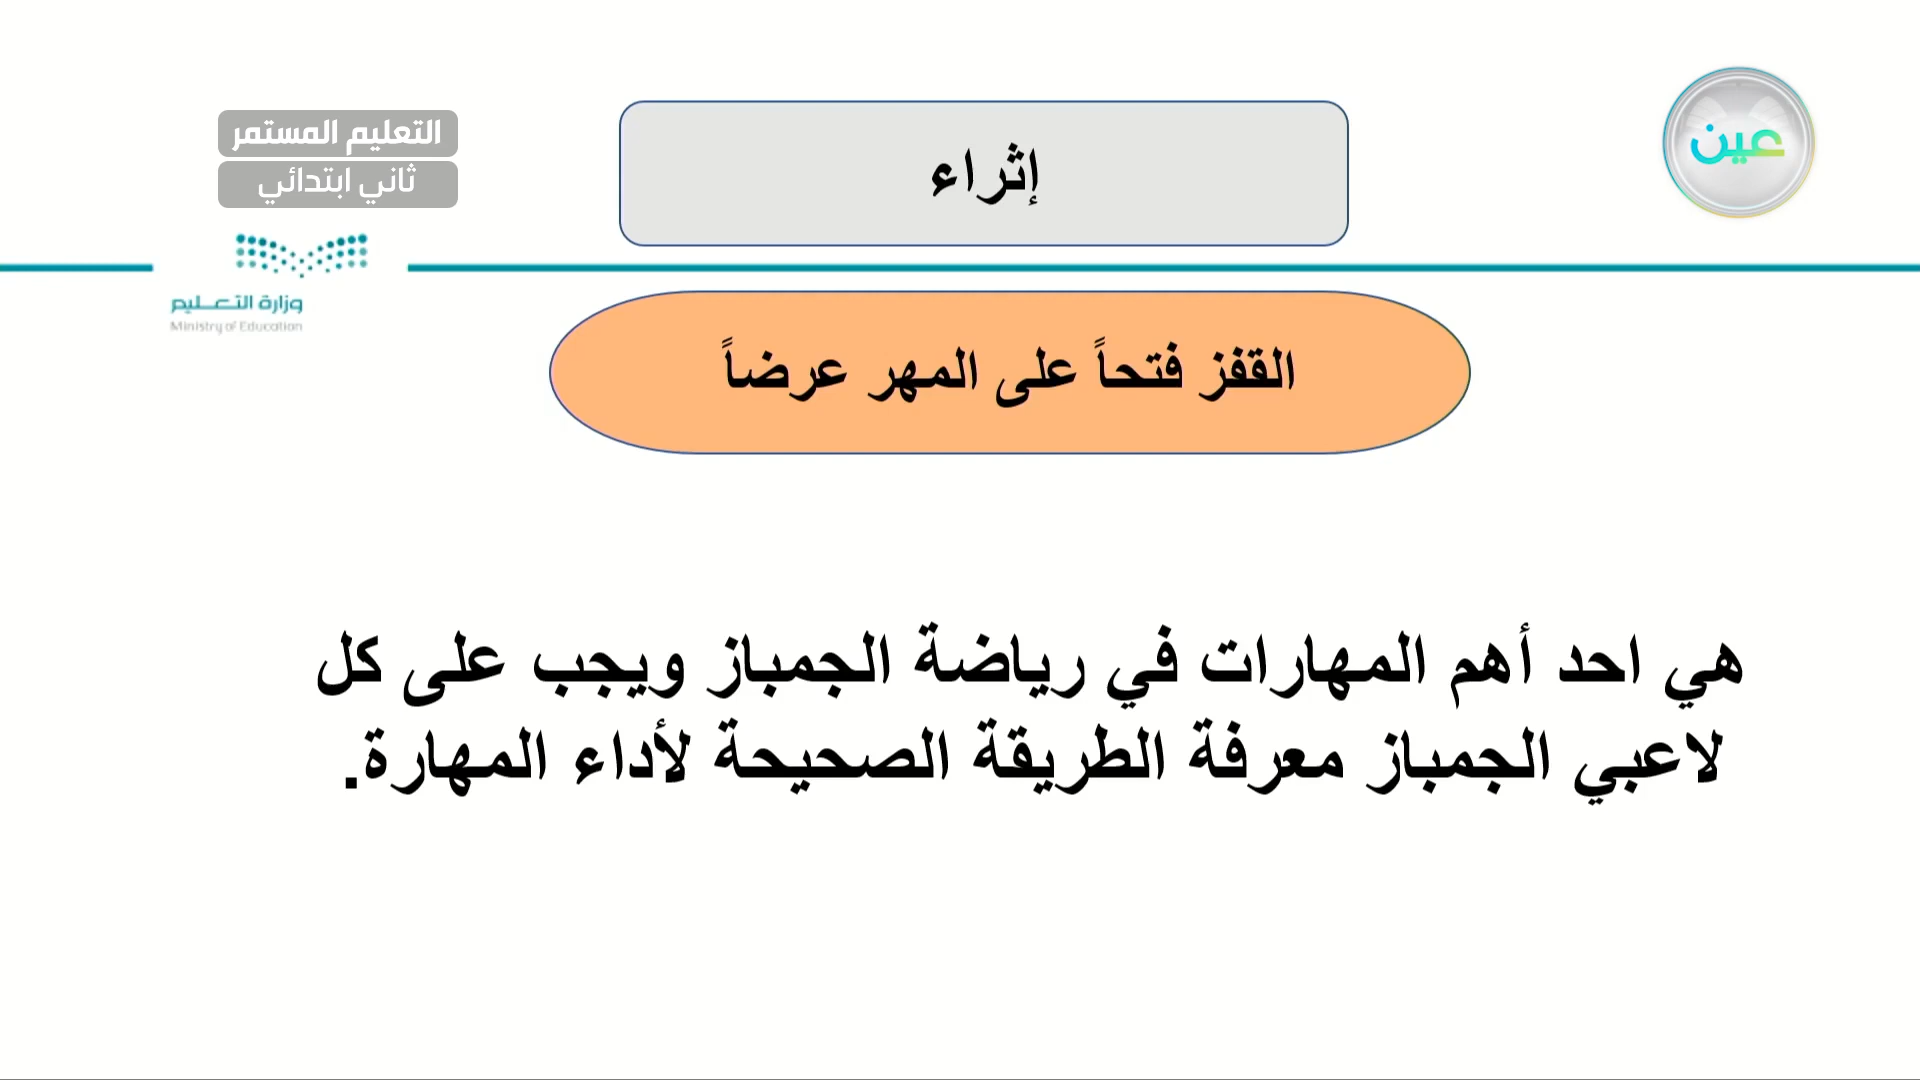 عين
إثراء
التعليم المستمر
ثاني ابتدائي
وزارة التعـــليم
Ministry of Education
القفز فتحاً على المهر عرضاً
هي احد أهم المهارات في رياضة الجمباز ويجب على كل
لاعبي الجمباز معرفة الطريقة الصحيحة لأداء المهارة.